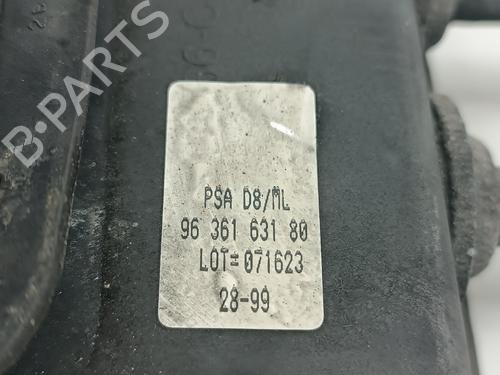 B-PARTS
PSA D8/ML
96 361 631 80
LOT=071623
28-99